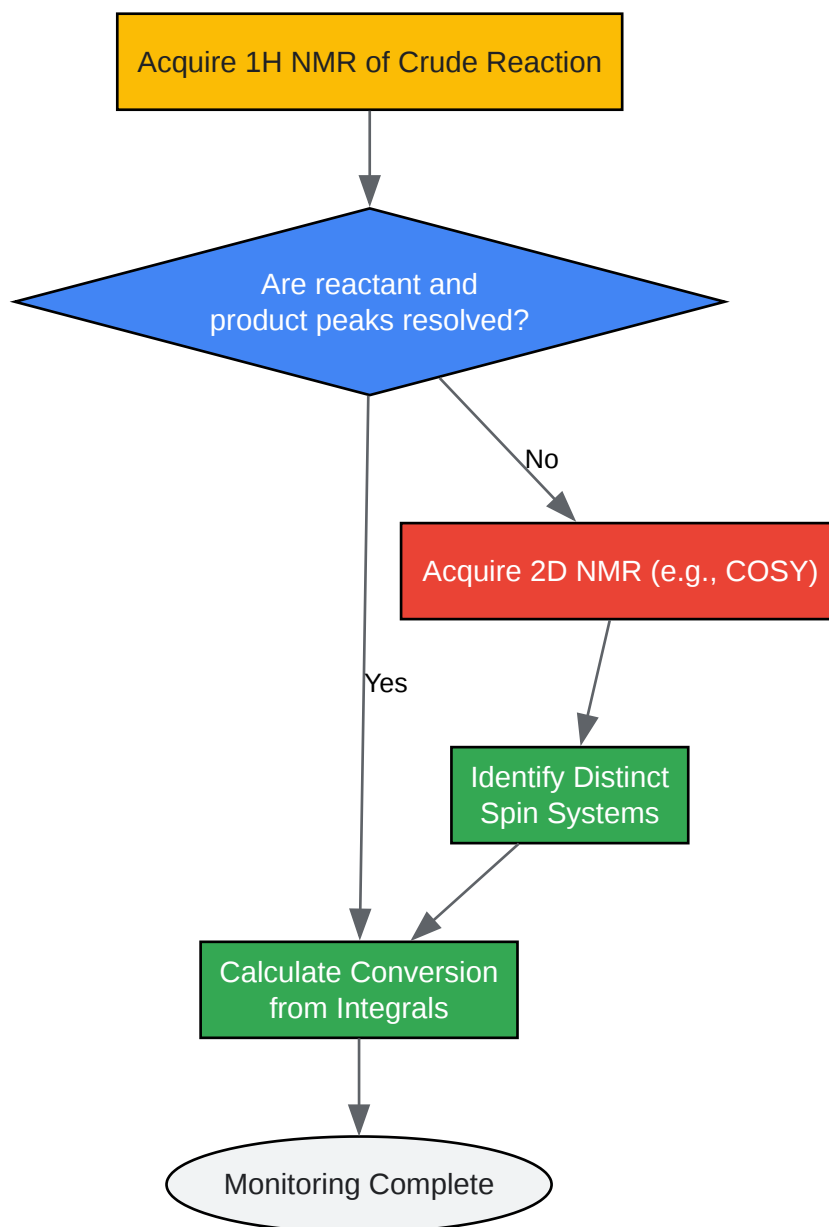 Acquire 1H NMR of Crude Reaction
Are reactant and
product peaks resolved?
No
Acquire 2D NMR (e.g., COSY)
Yes
Identify Distinct
Spin Systems
Calculate Conversion
from Integrals
Monitoring Complete